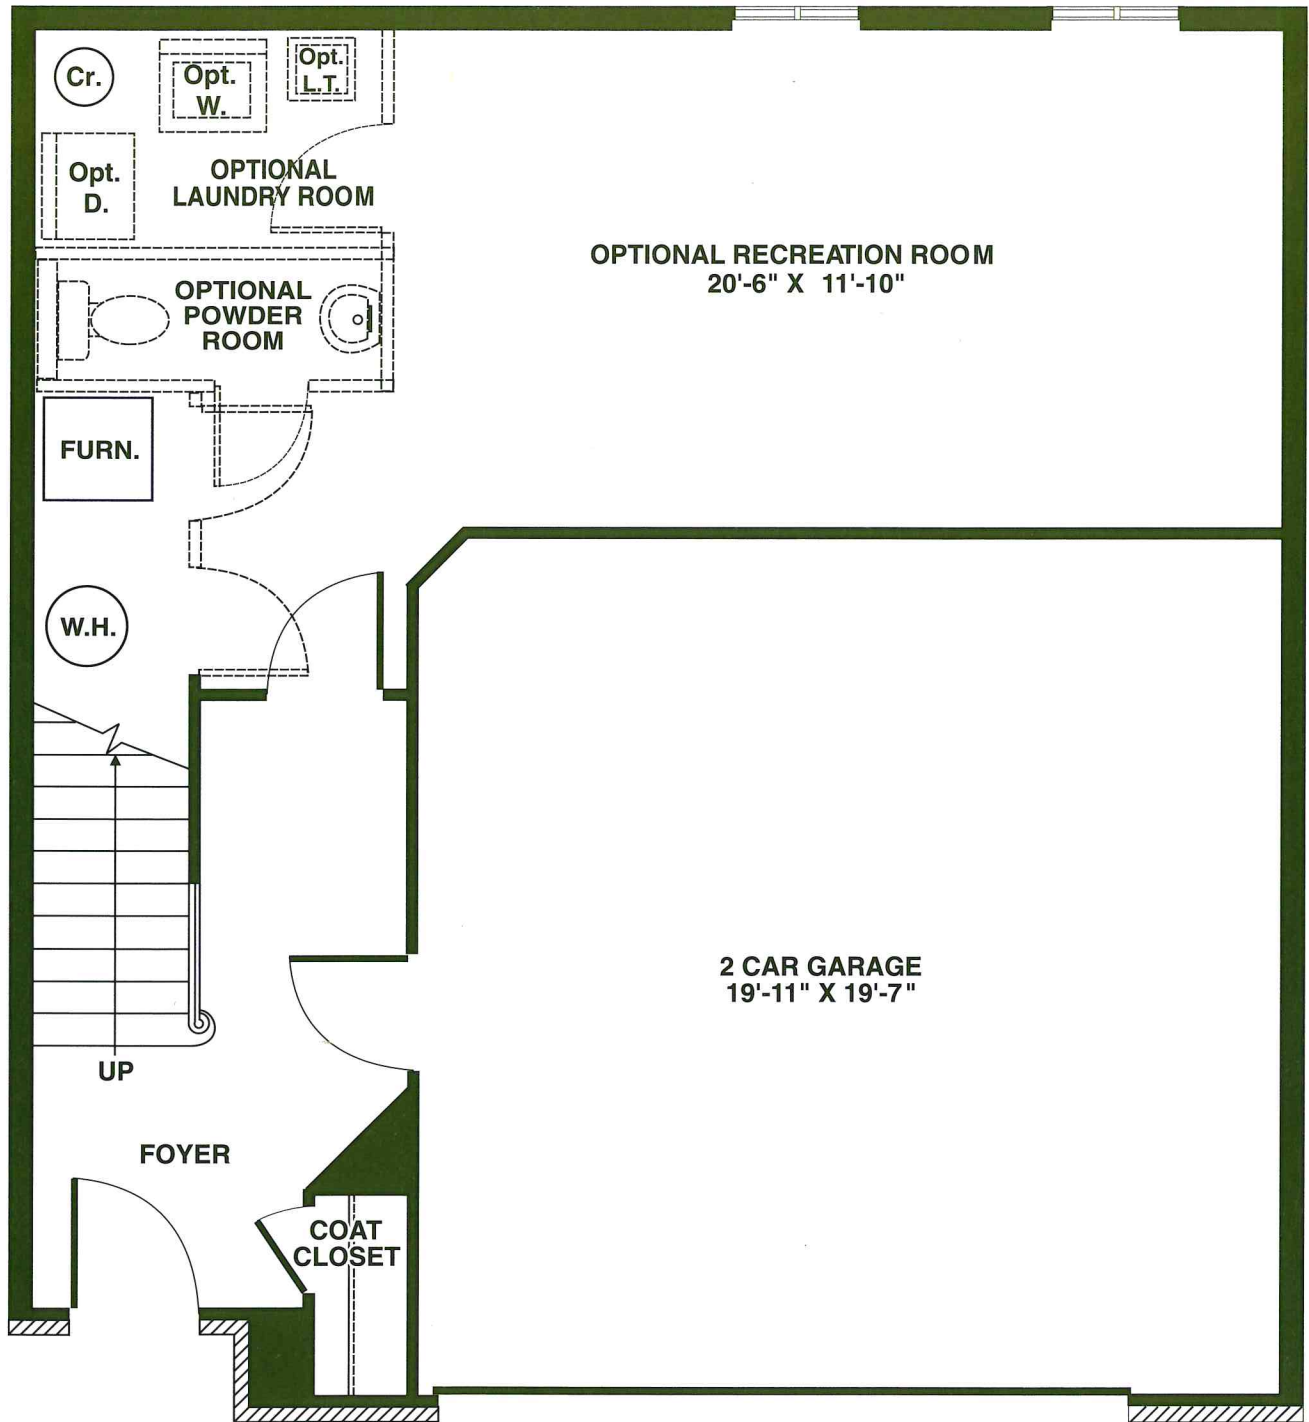 Cr.
Opt.
W.
Opt.
L.T.
Opt.
D.
OPTIONAL
LAUNDRY ROOM
OPTIONAL RECREATION ROOM
20'-6" X 11'-10"
OPTIONAL
POWDER
ROOM
FURN.
W.H.
2 CAR GARAGE
19'-11" X 19'-7"
UP
FOYER
COAT
CLOSET